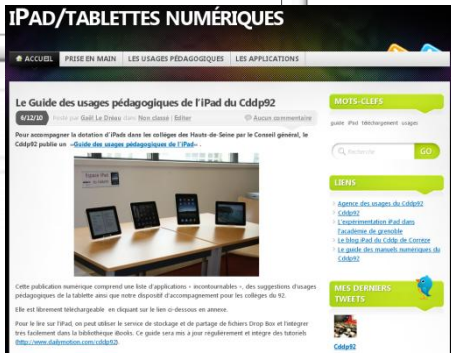 IPAD/TABLETTES NUMÉRIQUES
ACCUEIL PRISE EN MAIN LES USAGES PÉDAGOGIQUES LES APPLICATIONS
Le Guide des usages pédagogiques de l'iPad du Cddp92
6/12/10 Posté par Gaël Le Dréau dans Non classé | Editer Aucun commentaire
Pour accompagner la dotation d'iPads dans les collèges des Hauts-de-Seine par le Conseil général, le
Cddp92 publie un «Guide des usages pédagogiques de l'iPad» .
Cette publication numérique comprend une liste d'applications « incontournables », des suggestions d'usages
pédagogiques de la tablette ainsi que notre dispositif d'accompagnement pour les collèges du 92.
Elle est librement téléchargeable en cliquant sur le lien ci-dessous en annexe.
Pour le lire sur l'iPad, on peut utiliser le service de stockage et de partage de fichiers Drop Box et l'intégrer
très facilement dans la bibliothèque iBooks. Ce guide sera mis à jour régulièrement et intègre des tutoriels
(http://www.dailymotion.com/cddp92).
MOTS-CLEFS
guide iPad téléchargement usages
Recherche GO
LIENS
Agence des usages du Cddp92
Cddp92
L'expérimentation iPad dans
l'académie de grenoble
Le blog iPad du Cddp de Corrèze
Le guide des manuels numériques du
Cddp92
MES DERNIERS
TWEETS
Cddp92